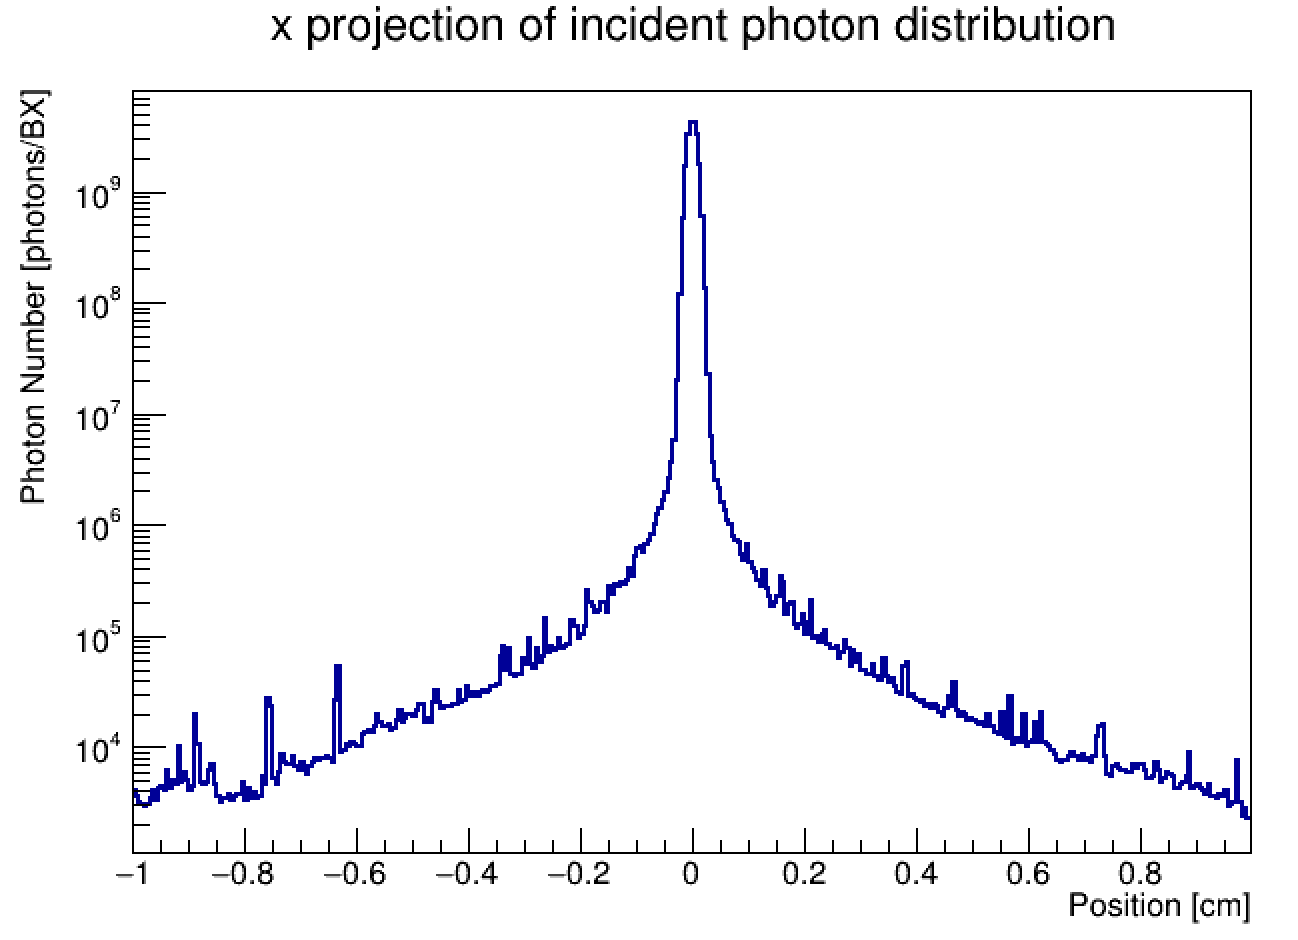 x projection of incident photon distribution
Photon Number [photons/BX]
10⁹
10⁸
10⁷
10⁶
10⁵
10⁴
−1 −0.8 −0.6 −0.4 −0.2 0 0.2 0.4 0.6 0.8
Position [cm]